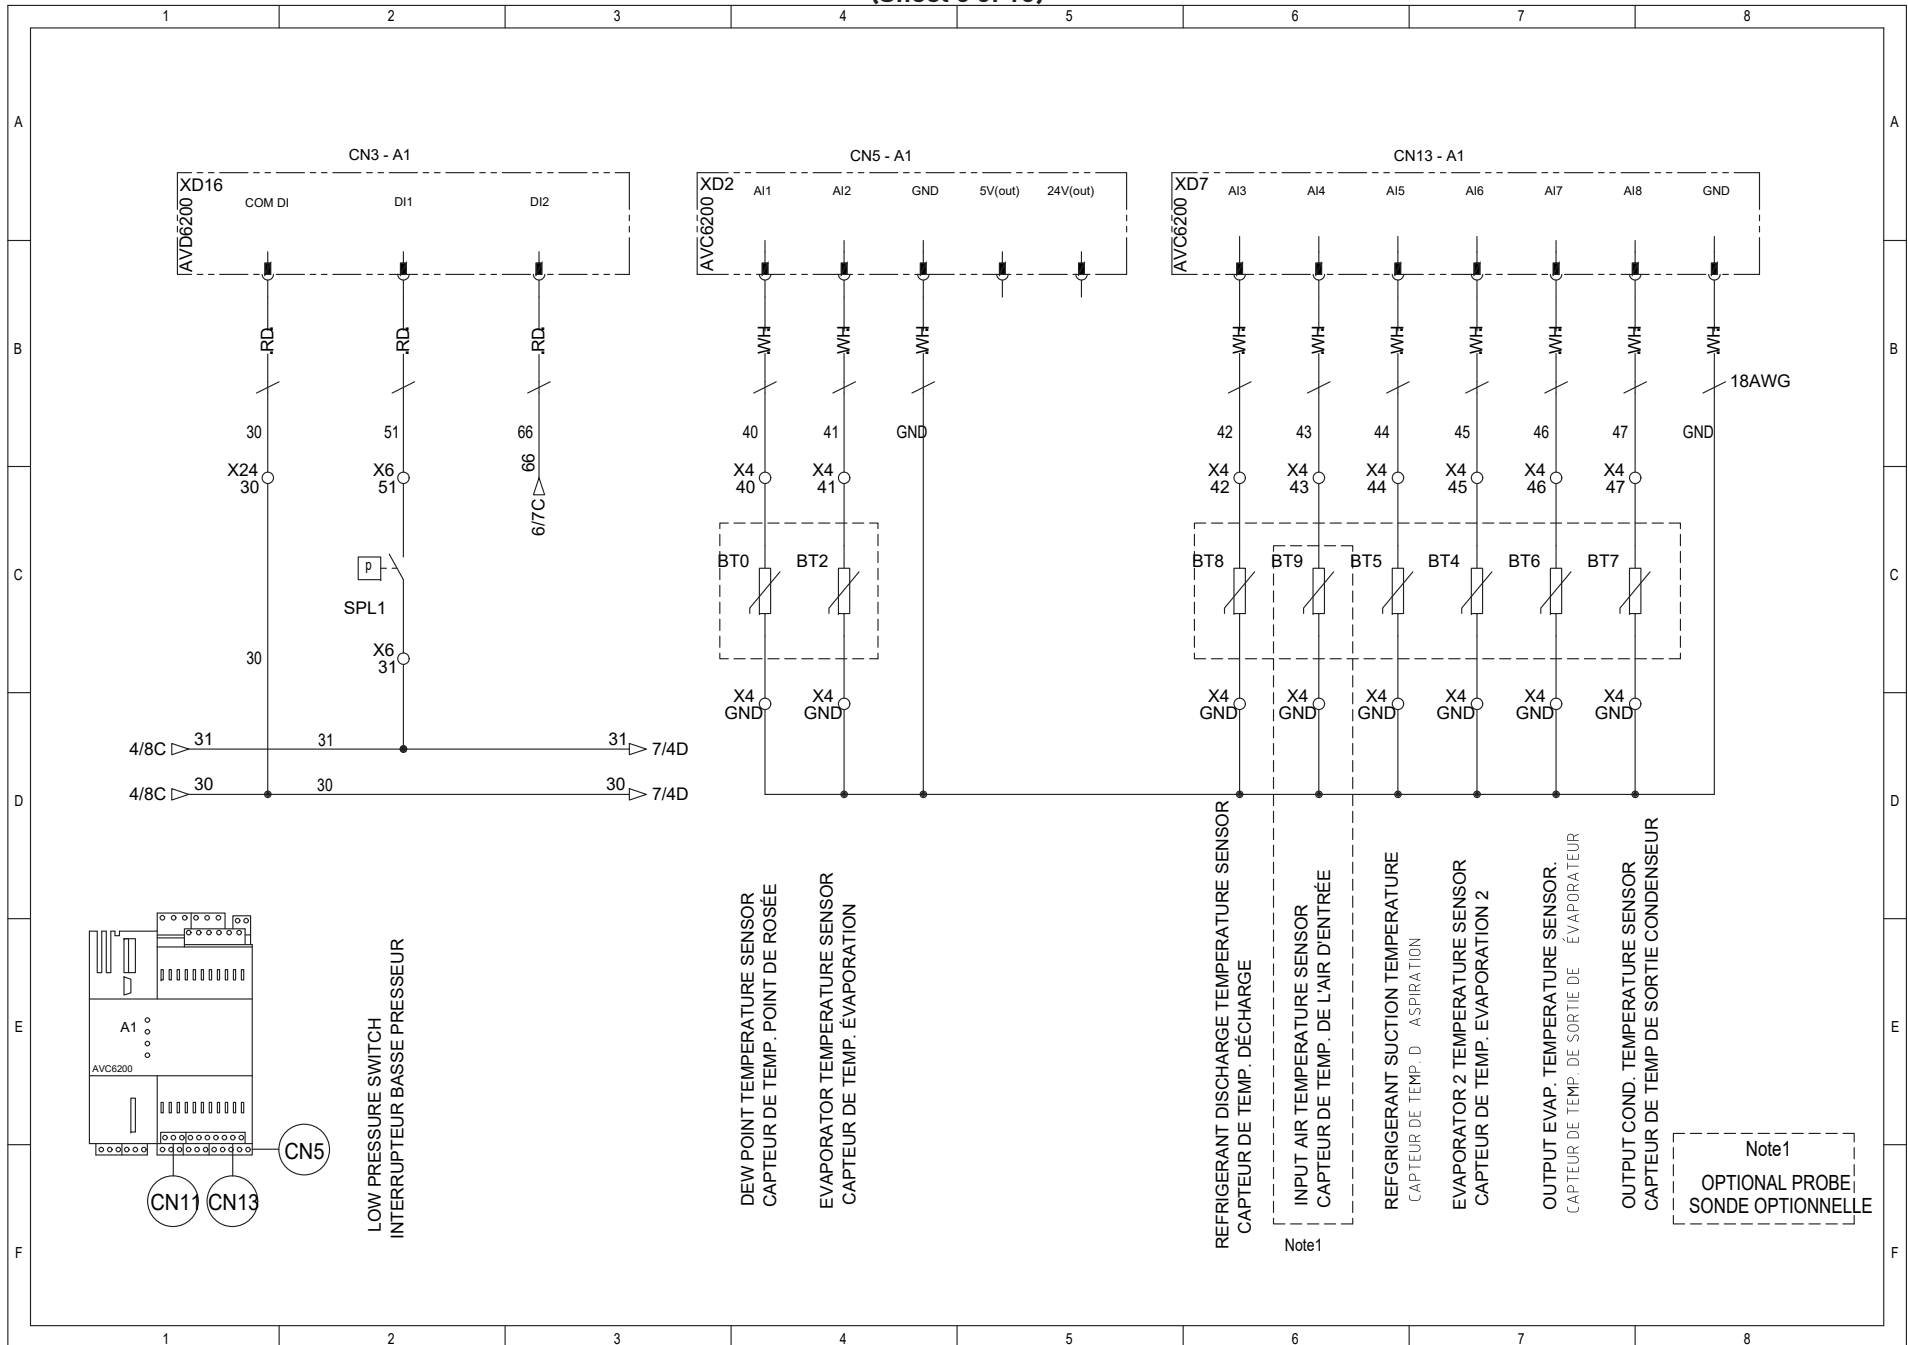 1 2 3 4 5 6 7 8
A A
CN3 - A1 CN5 - A1 CN13 - A1
XD16 COM DI DI1 DI2
AVD6200
XD2 AI1 AI2 GND 5V(out) 24V(out)
AVC6200
XD7 AI3 AI4 AI5 AI6 AI7 AI8 GND
AVC6200
B B
RD RD RD WH WH WH WH WH WH WH WH WH WH
18AWG
30 51 66 40 41 GND 42 43 44 45 46 47 GND
66
6/7C
X24 X6 X4 X4 X4 X4 X4 X4 X4 X4
30 51 40 41 42 43 44 45 46 47
C C
P
SPL1
BT0 BT2 BT8 BT9 BT5 BT4 BT6 BT7
30
X6
31
X4 X4 X4 X4 X4 X4 X4 X4
GND GND GND GND GND GND GND GND
4/8C 31 31 31 7/4D
4/8C 30 30 30 7/4D
D D
LOW PRESSURE SWITCH
INTERRUPTEUR BASSE PRESSEUR
DEW POINT TEMPERATURE SENSOR
CAPTEUR DE TEMP. POINT DE ROSÉE
EVAPORATOR TEMPERATURE SENSOR
CAPTEUR DE TEMP. ÉVAPORATION
REFRIGERANT DISCHARGE TEMPERATURE SENSOR
CAPTEUR DE TEMP. DÉCHARGE
INPUT AIR TEMPERATURE SENSOR
CAPTEUR DE TEMP. DE L'AIR D'ENTRÉE
Note1
REFGRIGERANT SUCTION TEMPERATURE
CAPTEUR DE TEMP. D ASPIRATION
EVAPORATOR 2 TEMPERATURE SENSOR
CAPTEUR DE TEMP. EVAPORATION 2
OUTPUT EVAP. TEMPERATURE SENSOR.
CAPTEUR DE TEMP. DE SORTIE DE ÉVAPORATEUR
OUTPUT COND. TEMPERATURE SENSOR
CAPTEUR DE TEMP DE SORTIE CONDENSEUR
E E
A1
AVC6200
CN5
CN11 CN13
Note1
OPTIONAL PROBE
SONDE OPTIONNELLE
F F
1 2 3 4 5 6 7 8